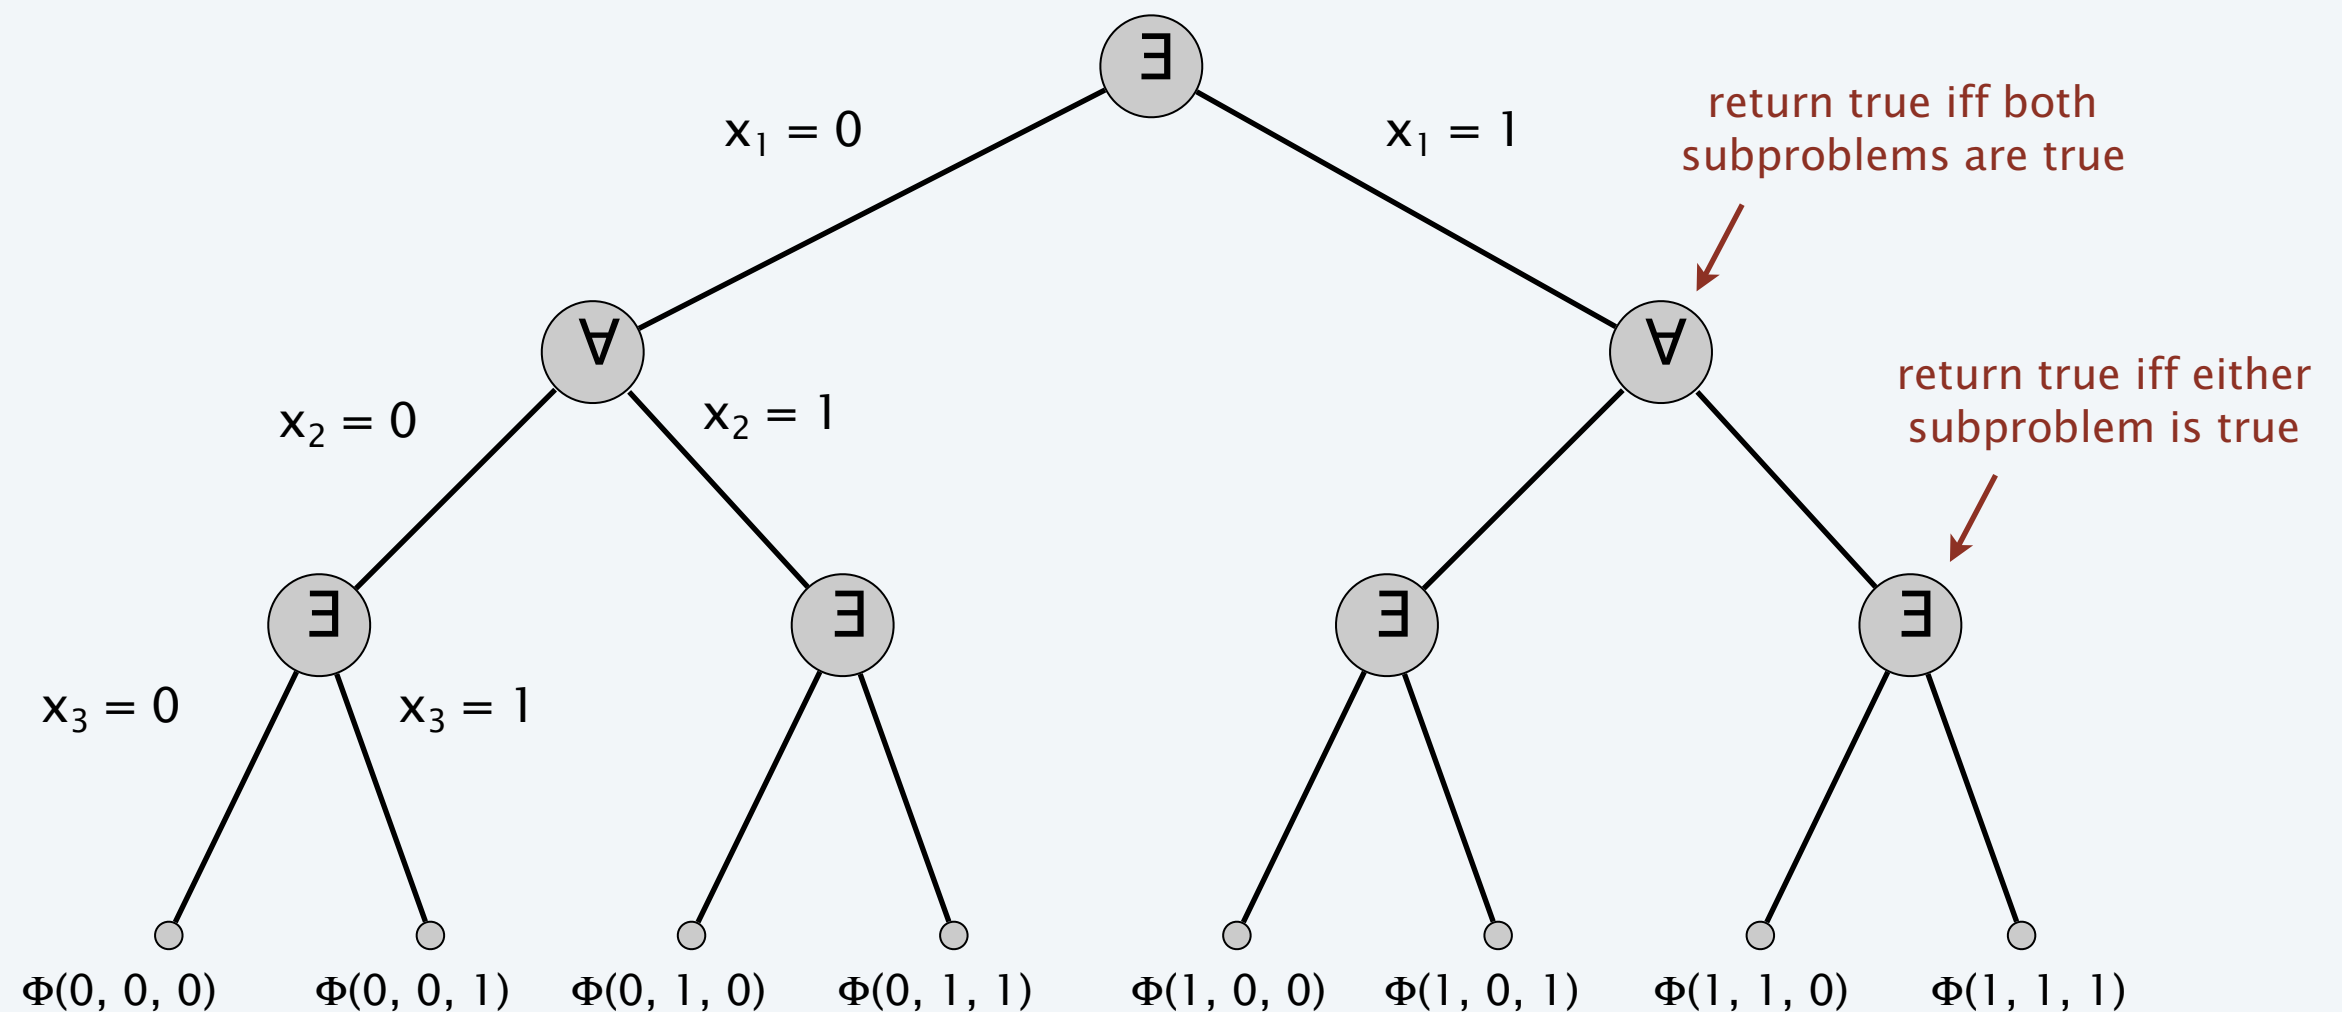 ∃
x₁ = 0
x₁ = 1
return true iff both
subproblems are true
∀
∀
x₂ = 0
x₂ = 1
return true iff either
subproblem is true
∃
∃
∃
∃
x₃ = 0
x₃ = 1
Φ(0, 0, 0)
Φ(0, 0, 1)
Φ(0, 1, 0)
Φ(0, 1, 1)
Φ(1, 0, 0)
Φ(1, 0, 1)
Φ(1, 1, 0)
Φ(1, 1, 1)